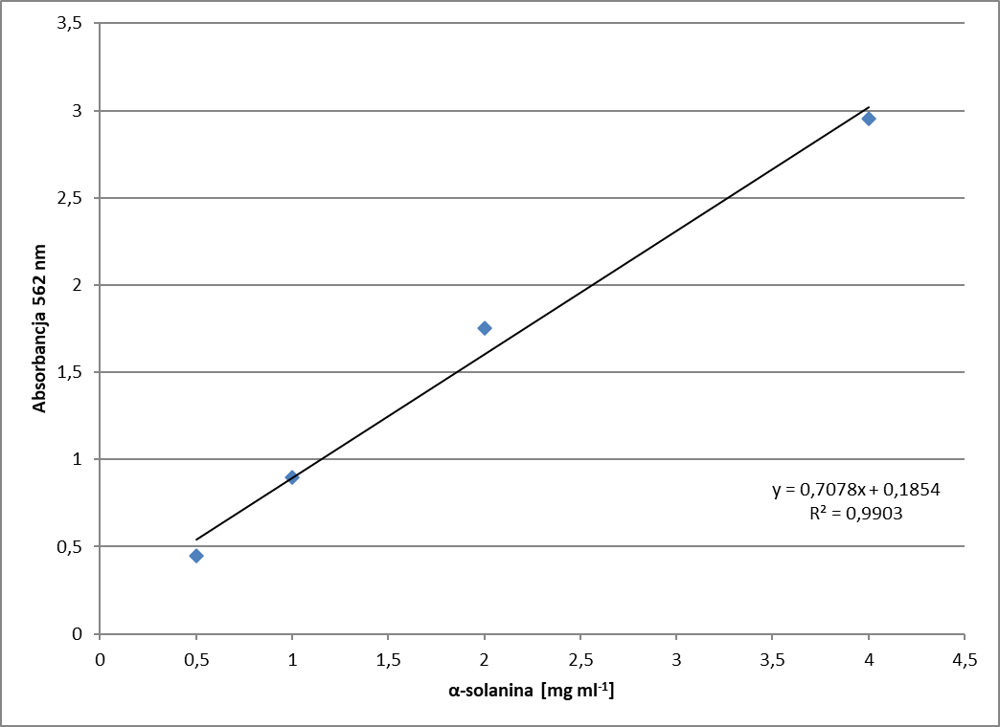 3,5
3
2,5
2
1,5
1
0,5
0
Absorbancja 562 nm
y = 0,7078x + 0,1854
R² = 0,9903
0 0,5 1 1,5 2 2,5 3 3,5 4 4,5
α-solanina [mg ml⁻¹]